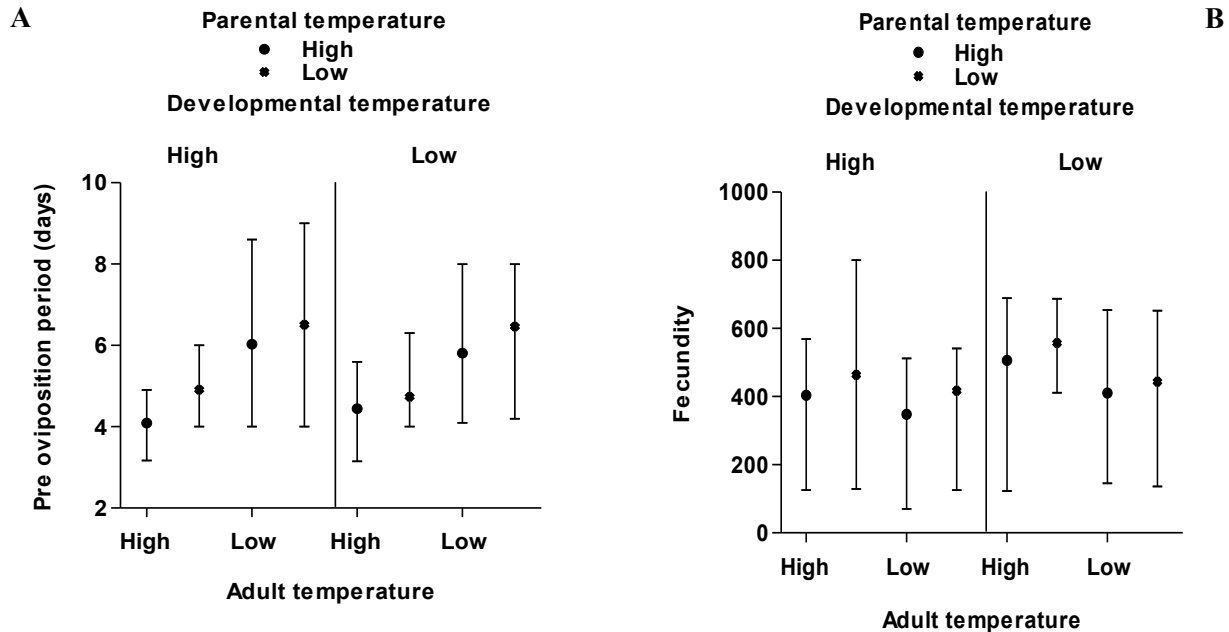 A
Parental temperature
High
Low
Developmental temperature
High Low
10
8
6
4
2
Pre oviposition period (days)
High Low High Low
Adult temperature
B
Parental temperature
High
Low
Developmental temperature
High Low
1000
800
600
400
200
0
Fecundity
High Low High Low
Adult temperature